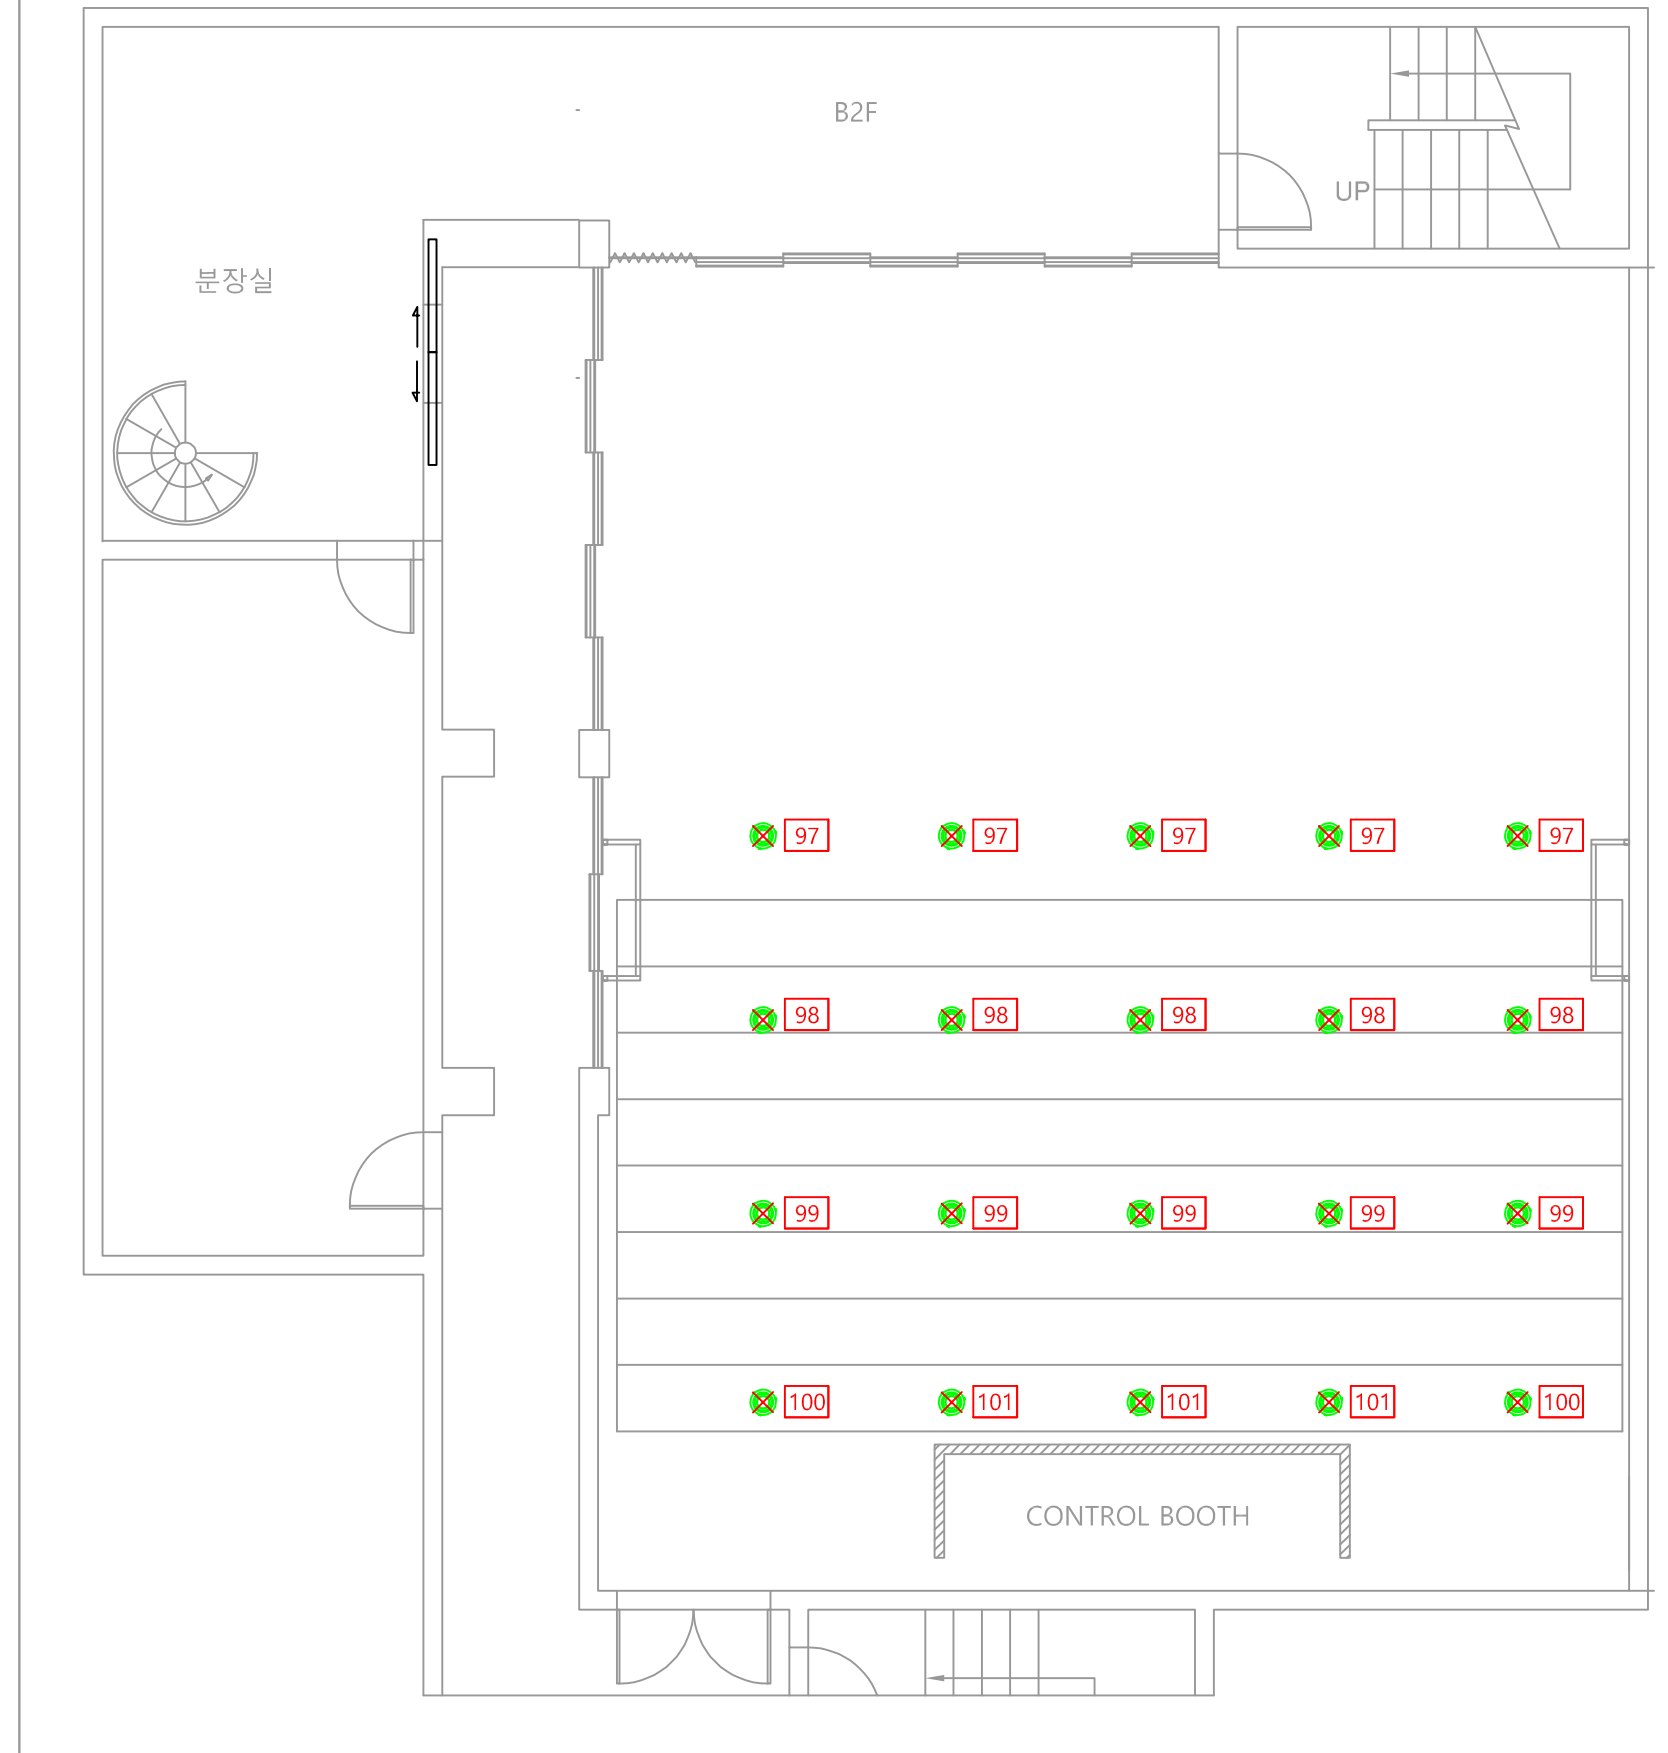 B2F
UP
분장실
97 97 97 97 97
98 98 98 98 98
99 99 99 99 99
100 101 101 101 100
CONTROL BOOTH